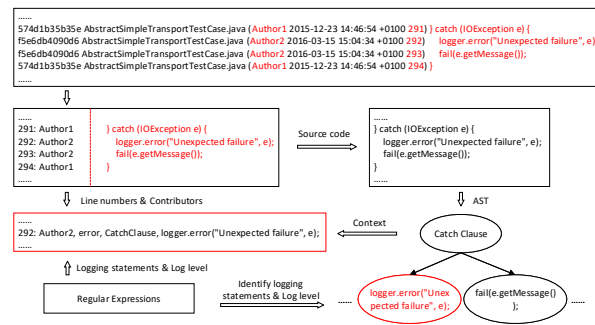 ......
574d1b35b35e AbstractSimpleTransportTestCase.java (Author1 2015-12-23 14:46:54 +0100 291) } catch (IOException e) {
f5e6db4090d6 AbstractSimpleTransportTestCase.java (Author2 2016-03-15 15:04:34 +0100 292) logger.error("Unexpected failure", e);
f5e6db4090d6 AbstractSimpleTransportTestCase.java (Author2 2016-03-15 15:04:34 +0100 293) fail(e.getMessage());
574d1b35b35e AbstractSimpleTransportTestCase.java (Author1 2015-12-23 14:46:54 +0100 294) }
......
......
291: Author1 } catch (IOException e) {
292: Author2 logger.error("Unexpected failure", e);
293: Author2 fail(e.getMessage());
294: Author1 }
......
Source code
......
} catch (IOException e) {
logger.error("Unexpected failure", e);
fail(e.getMessage());
}
......
Line numbers & Contributors
AST
......
292: Author2, error, CatchClause, logger.error("Unexpected failure", e);
......
Context
Catch Clause
Logging statements & Log level
Regular Expressions
Identify logging
statements & Log level
......
logger.error("Unex
pected failure", e);
fail(e.getMessage()
);
......